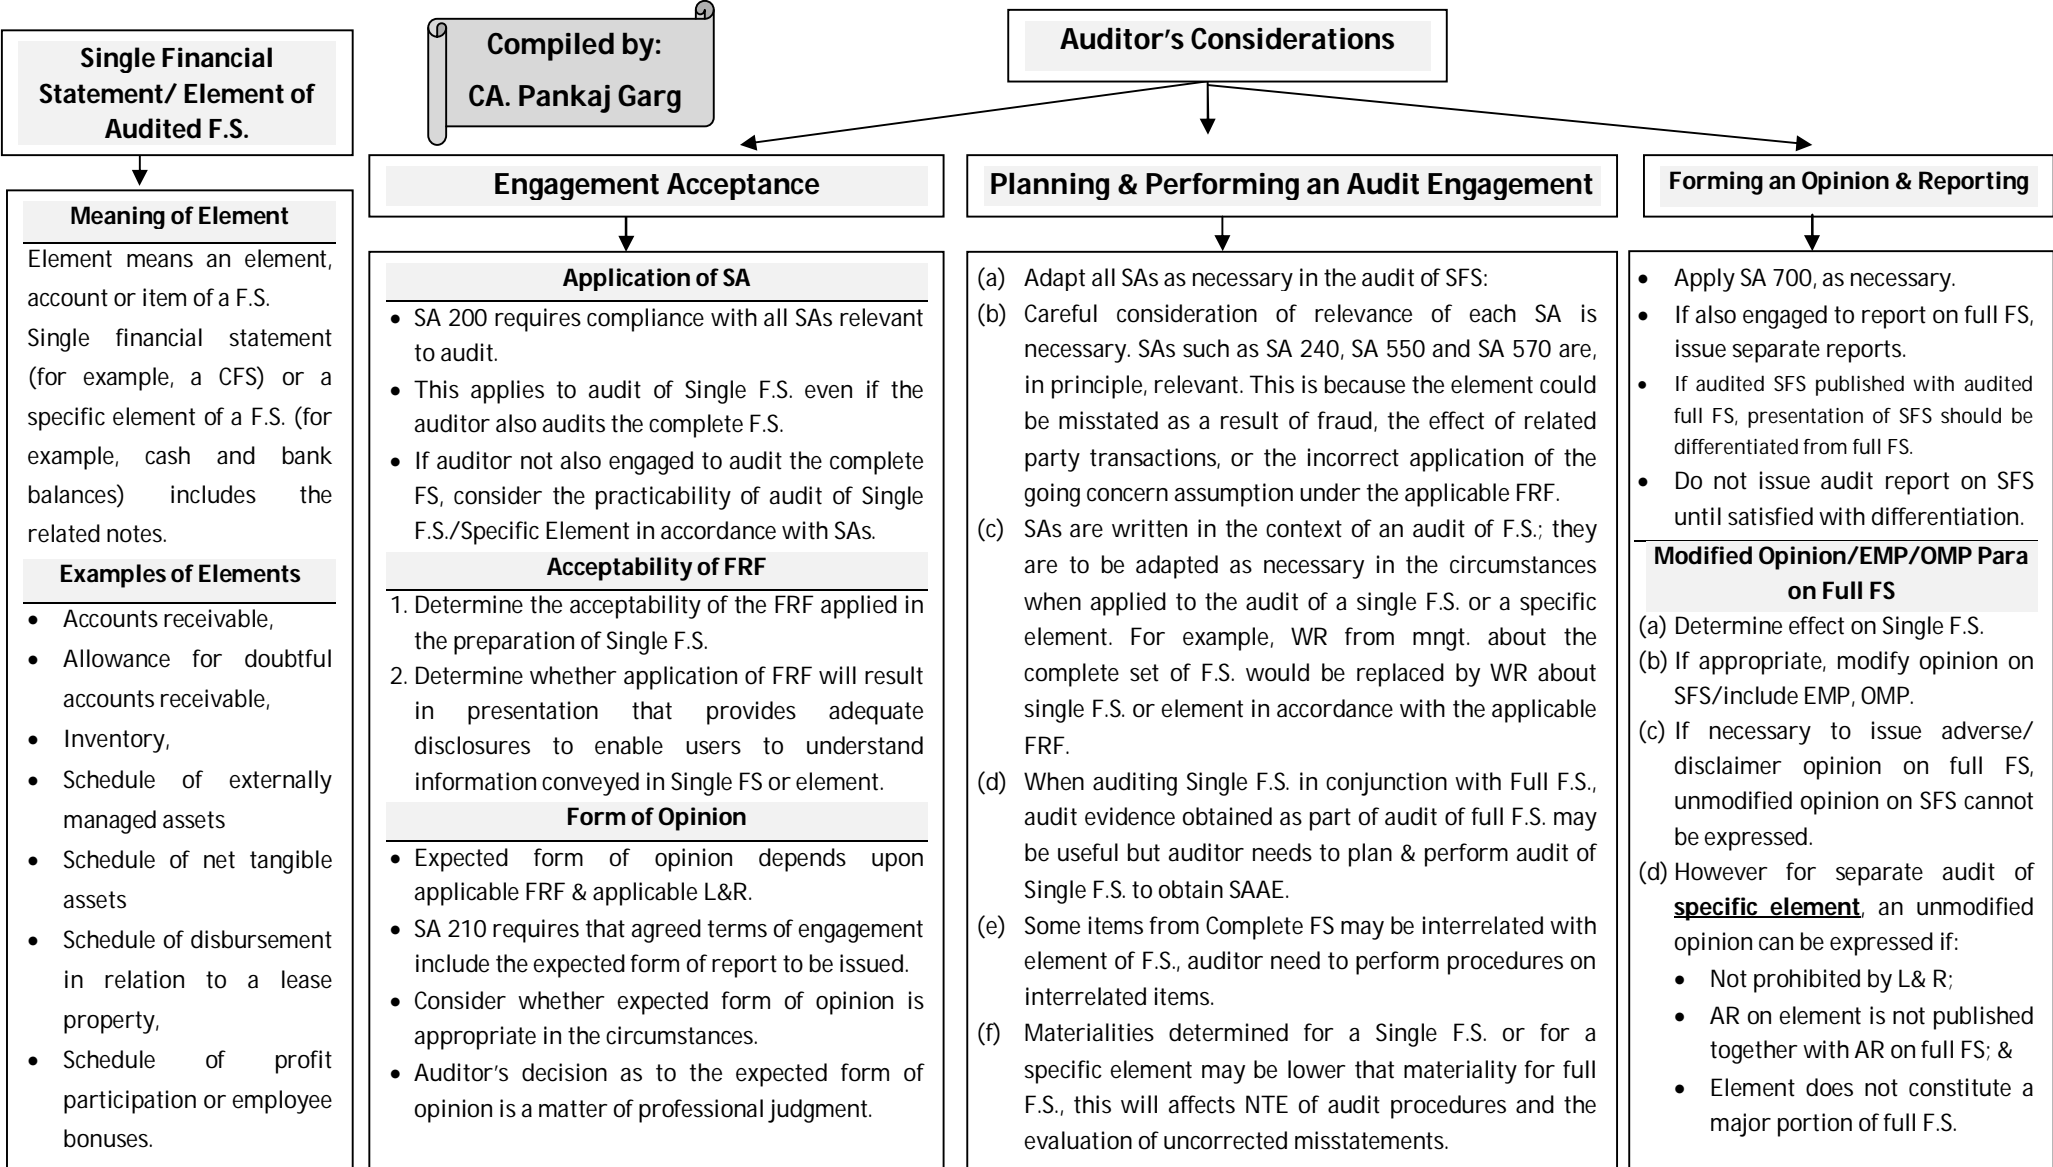 Single Financial
Statement/ Element of
Audited F.S.
Compiled by:
CA. Pankaj Garg
Auditor's Considerations
Meaning of Element
Element means an element,
account or item of a F.S.
Single financial statement
(for example, a CFS) or a
specific element of a F.S. (for
example, cash and bank
balances) includes the
related notes.
Examples of Elements
• Accounts receivable,
• Allowance for doubtful
accounts receivable,
• Inventory,
• Schedule of externally
managed assets
• Schedule of net tangible
assets
• Schedule of disbursement
in relation to a lease
property,
• Schedule of profit
participation or employee
bonuses.
Engagement Acceptance
Application of SA
• SA 200 requires compliance with all SAs relevant
to audit.
• This applies to audit of Single F.S. even if the
auditor also audits the complete F.S.
• If auditor not also engaged to audit the complete
FS, consider the practicability of audit of Single
F.S./Specific Element in accordance with SAs.
Acceptability of FRF
1. Determine the acceptability of the FRF applied in
the preparation of Single F.S.
2. Determine whether application of FRF will result
in presentation that provides adequate
disclosures to enable users to understand
information conveyed in Single FS or element.
Form of Opinion
• Expected form of opinion depends upon
applicable FRF & applicable L&R.
• SA 210 requires that agreed terms of engagement
include the expected form of report to be issued.
• Consider whether expected form of opinion is
appropriate in the circumstances.
• Auditor's decision as to the expected form of
opinion is a matter of professional judgment.
Planning & Performing an Audit Engagement
(a) Adapt all SAs as necessary in the audit of SFS:
(b) Careful consideration of relevance of each SA is
necessary. SAs such as SA 240, SA 550 and SA 570 are,
in principle, relevant. This is because the element could
be misstated as a result of fraud, the effect of related
party transactions, or the incorrect application of the
going concern assumption under the applicable FRF.
(c) SAs are written in the context of an audit of F.S.; they
are to be adapted as necessary in the circumstances
when applied to the audit of a single F.S. or a specific
element. For example, WR from mngt. about the
complete set of F.S. would be replaced by WR about
single F.S. or element in accordance with the applicable
FRF.
(d) When auditing Single F.S. in conjunction with Full F.S.,
audit evidence obtained as part of audit of full F.S. may
be useful but auditor needs to plan & perform audit of
Single F.S. to obtain SAAE.
(e) Some items from Complete FS may be interrelated with
element of F.S., auditor need to perform procedures on
interrelated items.
(f) Materialities determined for a Single F.S. or for a
specific element may be lower that materiality for full
F.S., this will affects NTE of audit procedures and the
evaluation of uncorrected misstatements.
Forming an Opinion & Reporting
• Apply SA 700, as necessary.
• If also engaged to report on full FS,
issue separate reports.
• If audited SFS published with audited
full FS, presentation of SFS should be
differentiated from full FS.
• Do not issue audit report on SFS
until satisfied with differentiation.
Modified Opinion/EMP/OMP Para
on Full FS
(a) Determine effect on Single F.S.
(b) If appropriate, modify opinion on
SFS/include EMP, OMP.
(c) If necessary to issue adverse/
disclaimer opinion on full FS,
unmodified opinion on SFS cannot
be expressed.
(d) However for separate audit of
specific element, an unmodified
opinion can be expressed if:
• Not prohibited by L& R;
• AR on element is not published
together with AR on full FS; &
• Element does not constitute a
major portion of full F.S.